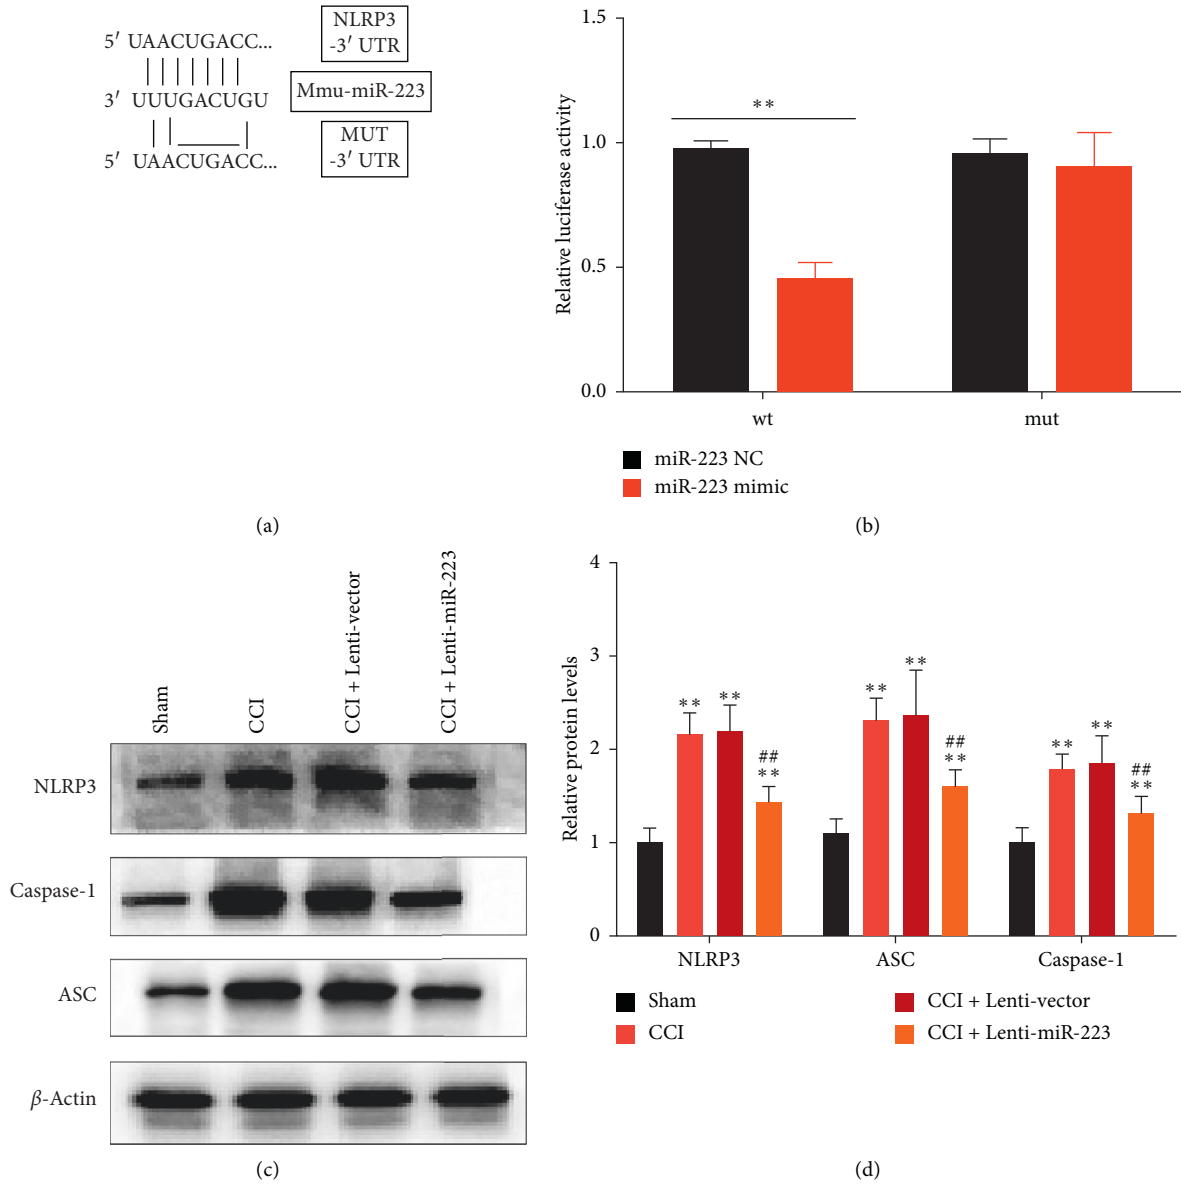 5′ UAACUGACC...
NLRP3
-3′ UTR
3′ UUUGACUGU
Mmu-miR-223
5′ UAACUGACC...
MUT
-3′ UTR
(a)
Relative luciferase activity
1.5
1.0
0.5
0.0
**
wt
mut
miR-223 NC
miR-223 mimic
(b)
Sham
CCI
CCI + Lenti-vector
CCI + Lenti-miR-223
NLRP3
Caspase-1
ASC
β-Actin
(c)
Relative protein levels
4
3
2
1
0
**
**
##
**
**
**
##
**
**
**
##
**
NLRP3
ASC
Caspase-1
Sham
CCI
CCI + Lenti-vector
CCI + Lenti-miR-223
(d)